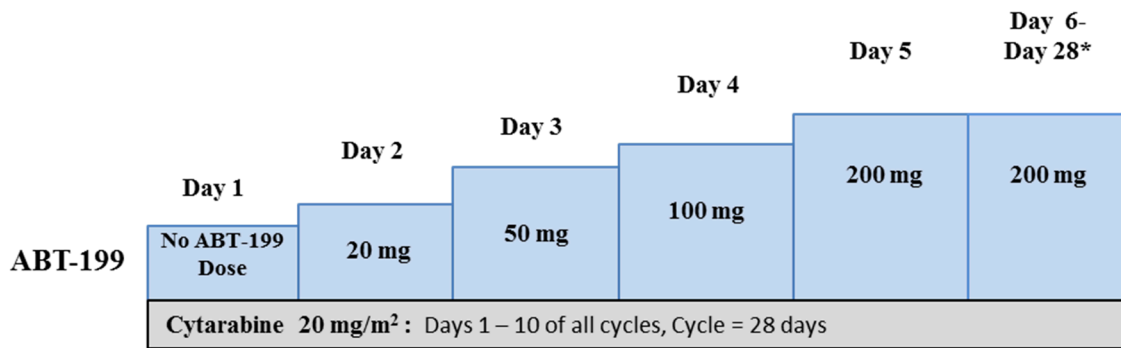 Day 6-
Day 28*
Day 5
Day 4
Day 3
Day 2
Day 1
ABT-199
No ABT-199
Dose
20 mg
50 mg
100 mg
200 mg
200 mg
Cytarabine 20 mg/m² : Days 1 – 10 of all cycles, Cycle = 28 days